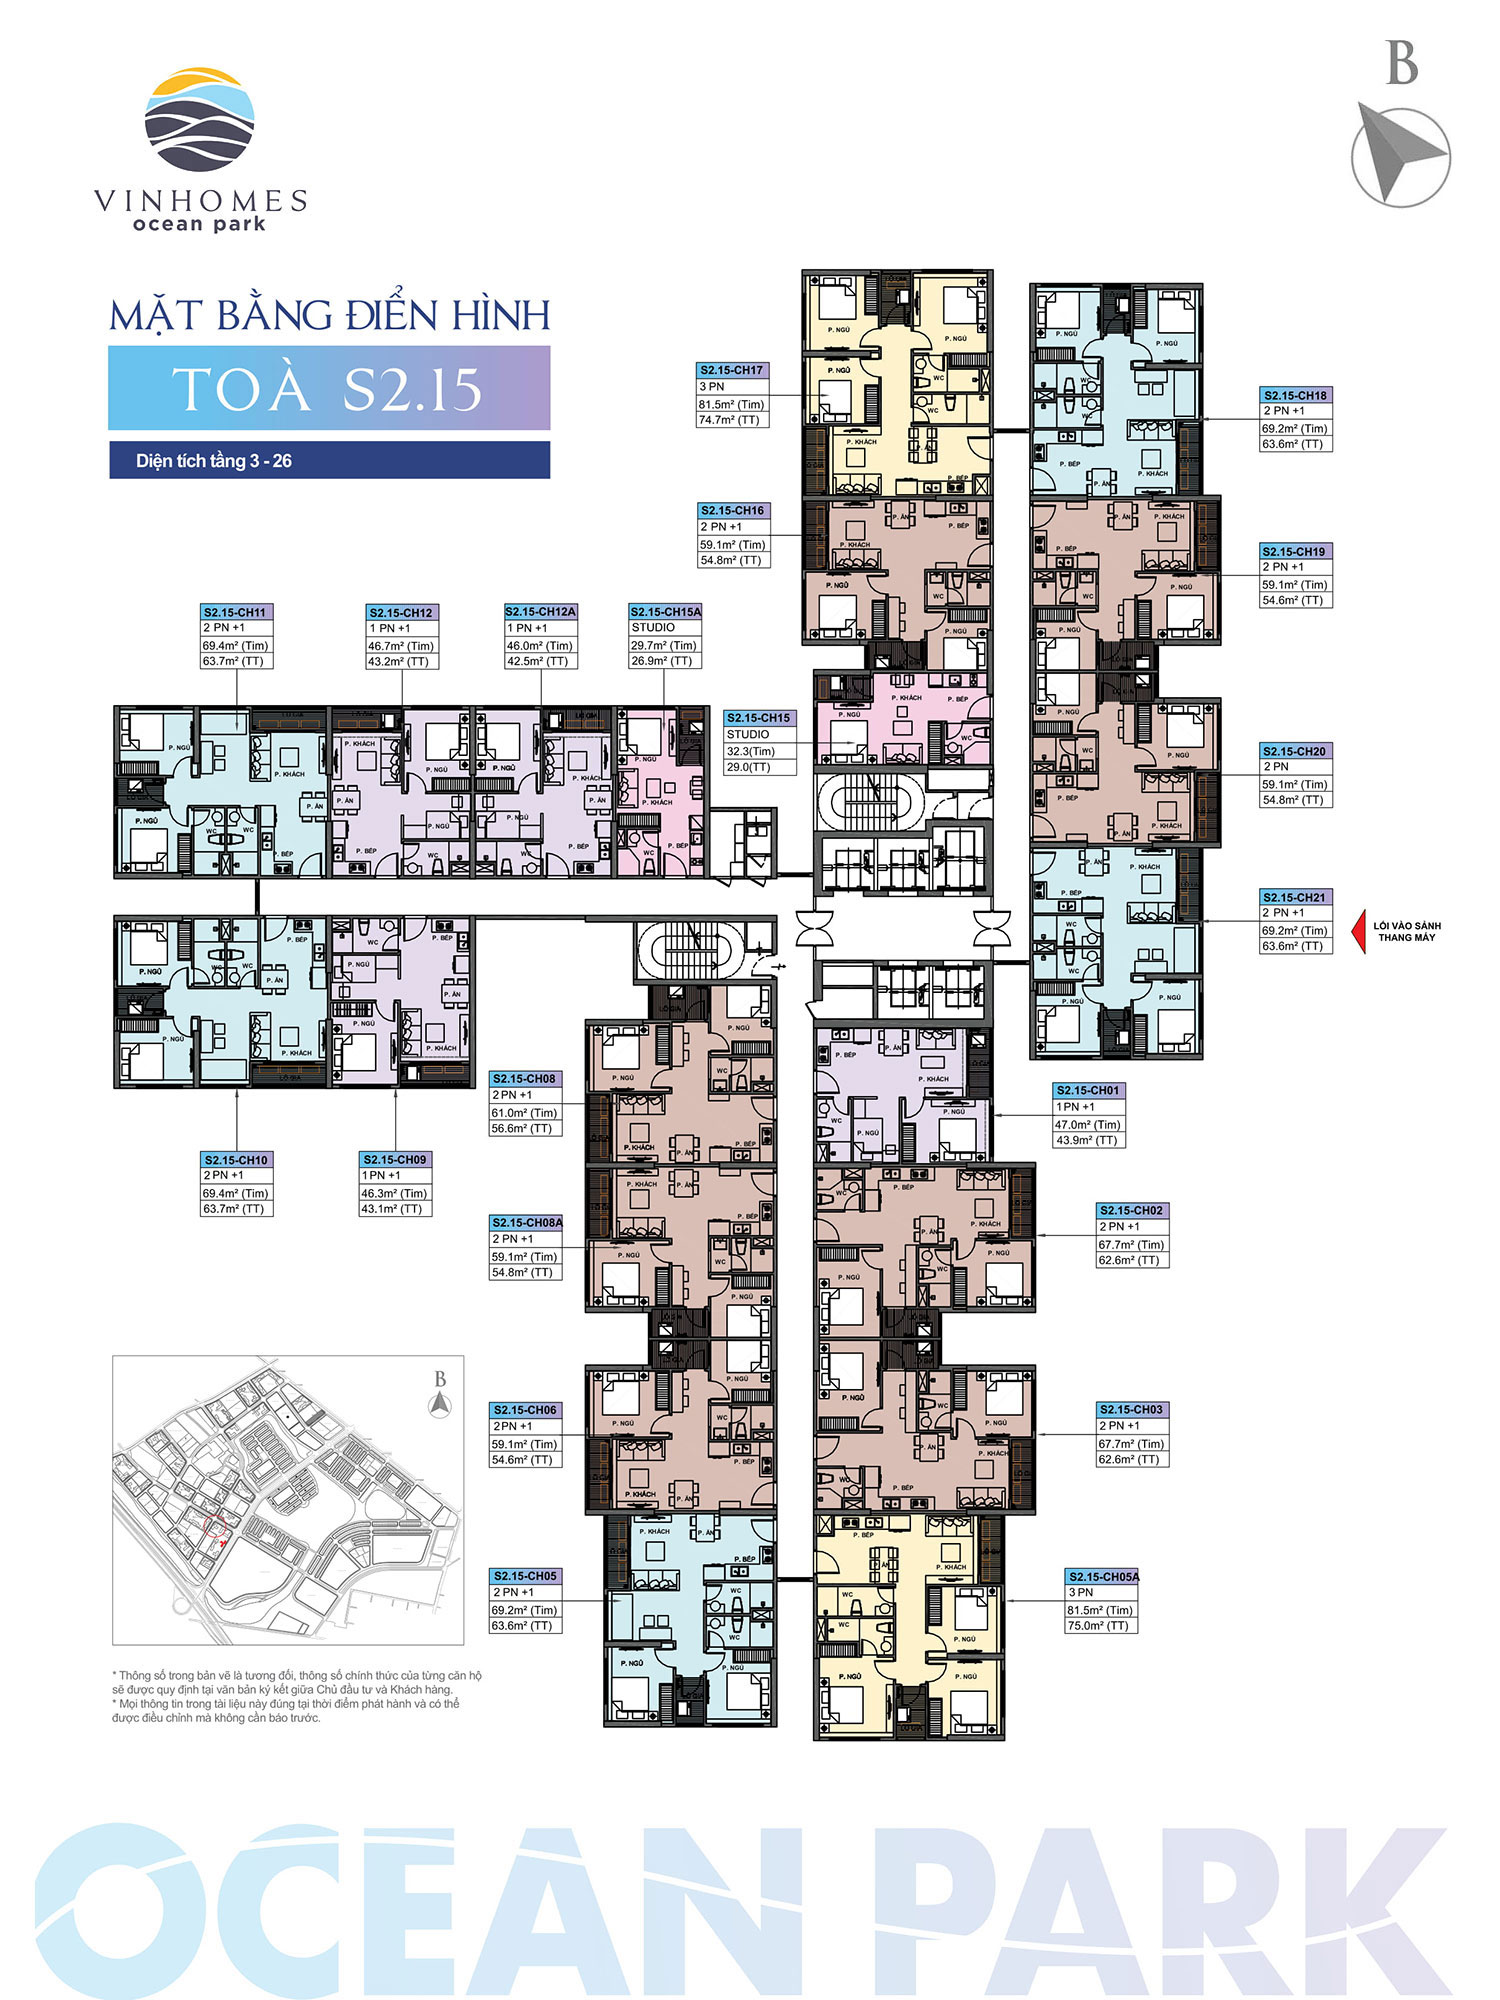 B
VINHOMES
ocean park
MẶT BẰNG ĐIỂN HÌNH
TOÀ S2.15
Diện tích tầng 3 - 26
S2.15-CH17
3 PN
81.5m² (Tim)
74.7m² (TT)
S2.15-CH18
2 PN +1
69.2m² (Tim)
63.6m² (TT)
S2.15-CH16
2 PN +1
59.1m² (Tim)
54.8m² (TT)
S2.15-CH19
2 PN +1
59.1m² (Tim)
54.6m² (TT)
S2.15-CH11
2 PN +1
69.4m² (Tim)
63.7m² (TT)
S2.15-CH12
1 PN +1
46.7m² (Tim)
43.2m² (TT)
S2.15-CH12A
1 PN +1
46.0m² (Tim)
42.5m² (TT)
S2.15-CH15A
STUDIO
29.7m² (Tim)
26.9m² (TT)
S2.15-CH15
STUDIO
32.3(Tim)
29.0(TT)
S2.15-CH20
2 PN
59.1m² (Tim)
54.8m² (TT)
S2.15-CH21
2 PN +1
69.2m² (Tim)
63.6m² (TT)
LỐI VÀO SẢNH
THANG MÁY
S2.15-CH08
2 PN +1
61.0m² (Tim)
56.6m² (TT)
S2.15-CH01
1PN +1
47.0m² (Tim)
43.9m² (TT)
S2.15-CH10
2 PN +1
69.4m² (Tim)
63.7m² (TT)
S2.15-CH09
1PN +1
46.3m² (Tim)
43.1m² (TT)
S2.15-CH08A
2 PN +1
59.1m² (Tim)
54.8m² (TT)
S2.15-CH02
2 PN +1
67.7m² (Tim)
62.6m² (TT)
S2.15-CH06
2PN +1
59.1m² (Tim)
54.6m² (TT)
S2.15-CH03
2 PN +1
67.7m² (Tim)
62.6m² (TT)
S2.15-CH05
2 PN +1
69.2m² (Tim)
63.6m² (TT)
S2.15-CH05A
3 PN
81.5m² (Tim)
75.0m² (TT)
B
* Thông số trong bản vẽ là tương đối, thông số chính thức của từng căn hộ
sẽ được quy định tại văn bản ký kết giữa Chủ đầu tư và Khách hàng.
* Mọi thông tin trong tài liệu này đúng tại thời điểm phát hành và có thể
được điều chỉnh mà không cần báo trước.
OCEAN PARK